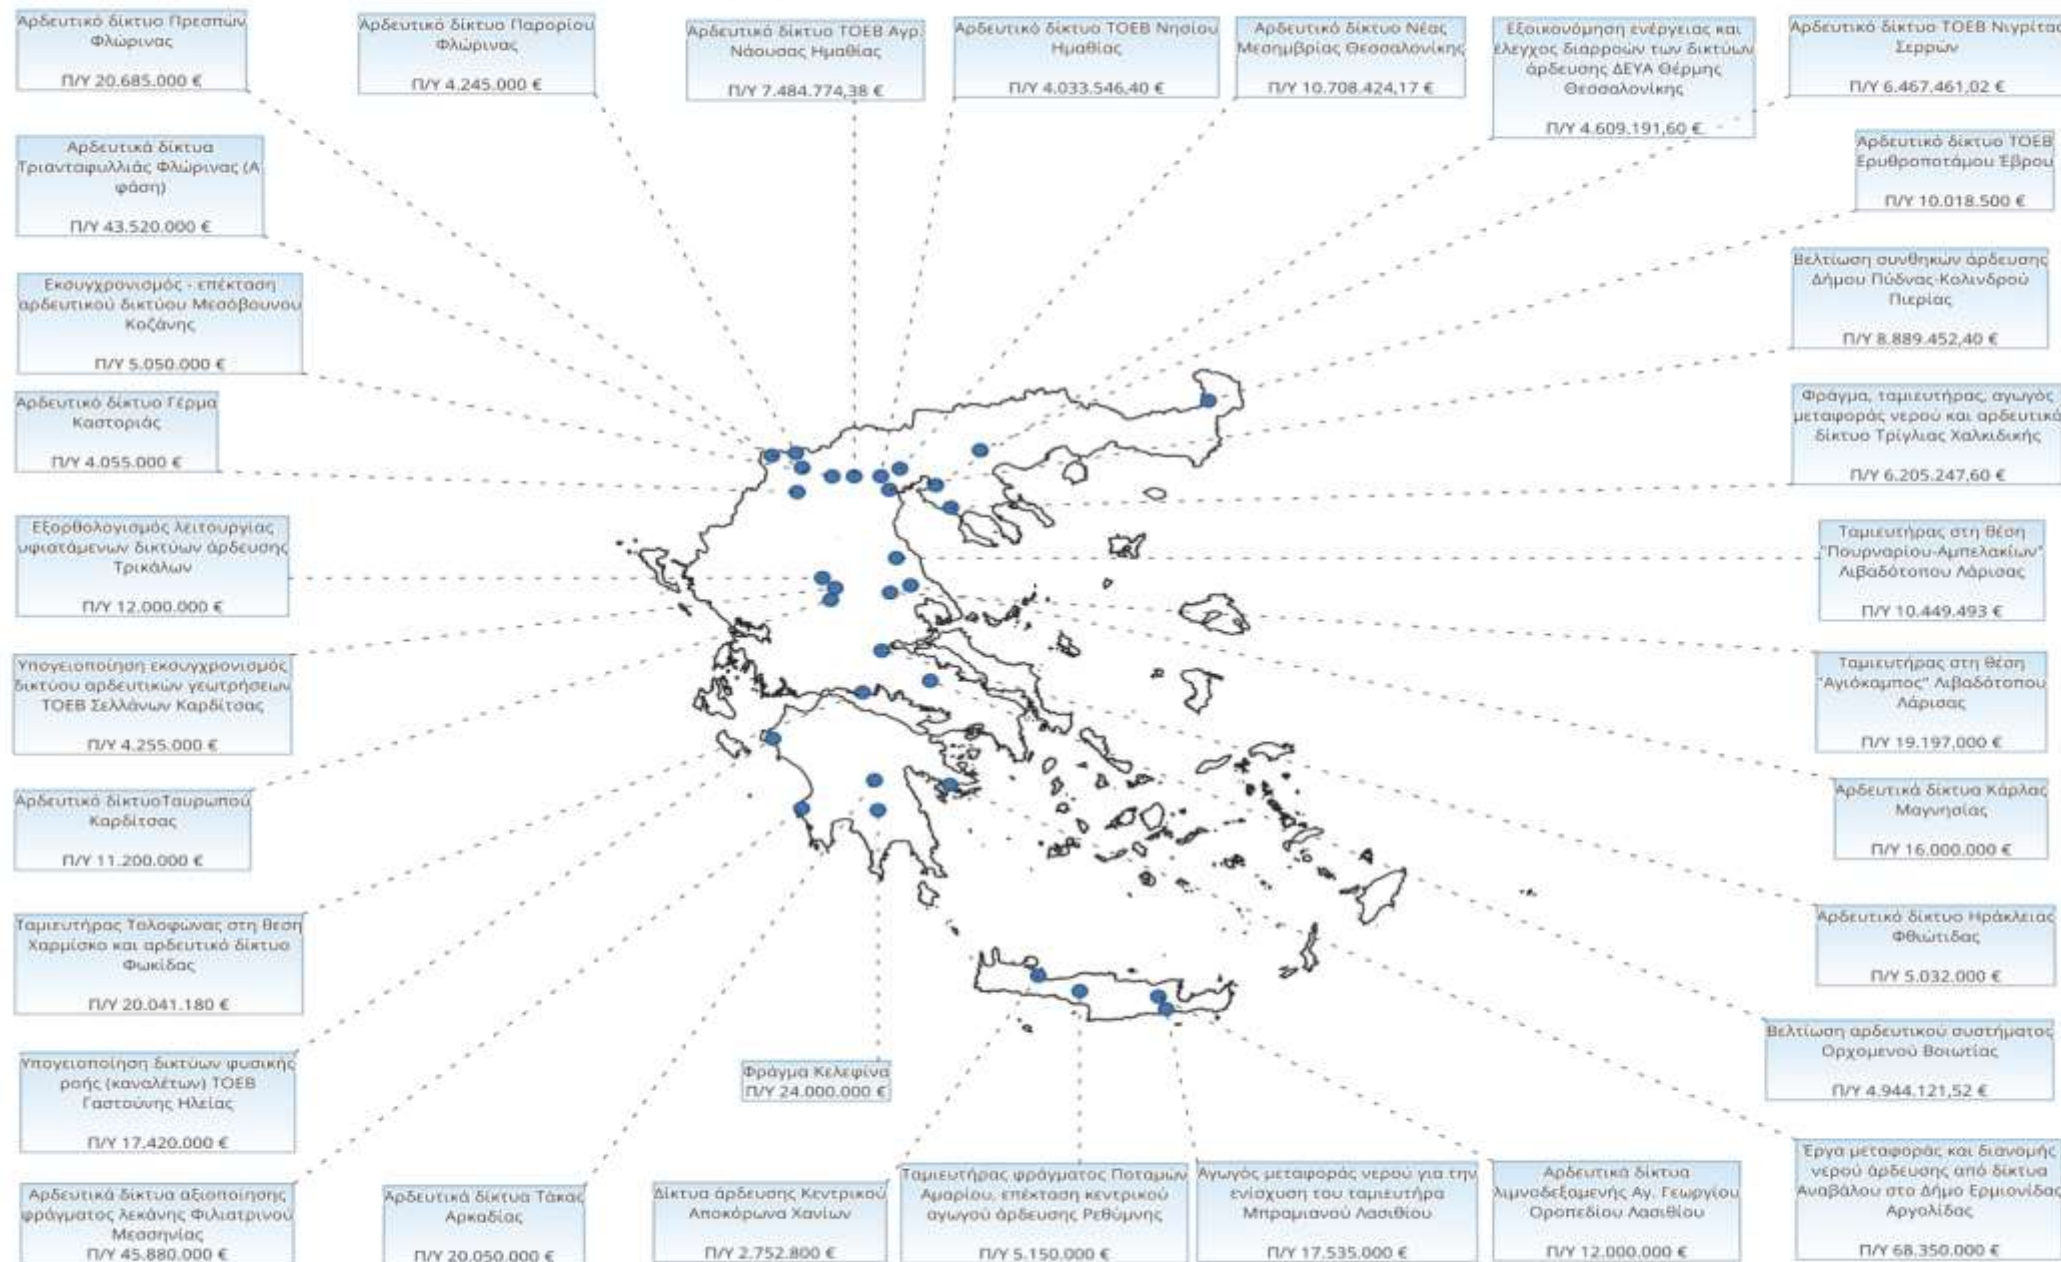 Αρδευτικό δίκτυο Πρεσπών
Φλώρινας
Π/Υ 20.685.000 €
Αρδευτικό δίκτυο Παρορίου
Φλώρινας
Π/Υ 4.245.000 €
Αρδευτικό δίκτυο ΤΟΕΒ Αγρ.
Νάουσας Ημαθίας
Π/Υ 7.484.774,38 €
Αρδευτικό δίκτυο ΤΟΕΒ Νησίου
Ημαθίας
Π/Υ 4.033.546,40 €
Αρδευτικό δίκτυο Νέας
Μεσημβρίας Θεσσαλονίκης
Π/Υ 10.708.424,17 €
Εξοικονόμηση ενέργειας και
έλεγχος διαρροών των δικτύων
άρδευσης ΔΕΥΑ Θέρμης
Θεσσαλονίκης
Π/Υ 4.609.191,60 €
Αρδευτικό δίκτυο ΤΟΕΒ Νιγρίτας
Σερρών
Π/Υ 6.467.461,02 €
Αρδευτικά δίκτυα
Τριανταφυλλιάς Φλώρινας (Α
φάση)
Π/Υ 43.520.000 €
Αρδευτικό δίκτυο ΤΟΕΒ
Ερυθροποτάμου Έβρου
Π/Υ 10.018.500 €
Εκσυγχρονισμός - επέκταση
αρδευτικού δικτύου Μεσόβουνου
Κοζάνης
Π/Υ 5.050.000 €
Βελτίωση συνθηκών άρδευσης
Δήμου Πύδνας-Κολινδρού
Πιερίας
Π/Υ 8.889.452,40 €
Αρδευτικό δίκτυο Γέρμα
Καστοριάς
Π/Υ 4.055.000 €
Φράγμα, ταμιευτήρας, αγωγός
μεταφοράς νερού και αρδευτικό
δίκτυο Τρίγλιας Χαλκιδικής
Π/Υ 6.205.247,60 €
Εξορθολογισμός λειτουργίας
υφιστάμενων δικτύων άρδευσης
Τρικάλων
Π/Υ 12.000.000 €
Ταμιευτήρας στη θέση
"Πουρναρίου-Αμπελακίων"
Λιβαδότοπου Λάρισας
Π/Υ 10.449.493 €
Υπογειοποίηση εκσυγχρονισμός
δικτύου αρδευτικών γεωτρήσεων
ΤΟΕΒ Σελλάνων Καρδίτσας
Π/Υ 4.255.000 €
Ταμιευτήρας στη θέση
"Αγιόκαμπος" Λιβαδότοπου
Λάρισας
Π/Υ 19.197.000 €
Αρδευτικό δίκτυοΤαυρωπού
Καρδίτσας
Π/Υ 11.200.000 €
Αρδευτικά δίκτυα Κάρλας
Μαγνησίας
Π/Υ 16.000.000 €
Ταμιευτήρας Τολοφώνας στη θέση
Χαρμίσκο και αρδευτικό δίκτυο
Φωκίδας
Π/Υ 20.041.180 €
Αρδευτικό δίκτυο Ηράκλειας
Φθιώτιδας
Π/Υ 5.032.000 €
Υπογειοποίηση δικτύων φυσικής
ροής (καναλέτων) ΤΟΕΒ
Γαστούνης Ηλείας
Π/Υ 17.420.000 €
Φράγμα Κελεφίνα
Π/Υ 24.000.000 €
Βελτίωση αρδευτικού συστήματος
Ορχομενού Βοιωτίας
Π/Υ 4.944.121,52 €
Αρδευτικά δίκτυα αξιοποίησης
φράγματος λεκάνης Φιλιατρινού
Μεσσηνίας
Π/Υ 45.880.000 €
Αρδευτικά δίκτυα Τάκας
Αρκαδίας
Π/Υ 20.050.000 €
Δίκτυα άρδευσης Κεντρικού
Αποκόρωνα Χανίων
Π/Υ 2.752.800 €
Ταμιευτήρας φράγματος Ποταμών
Αμαρίου, επέκταση κεντρικού
αγωγού άρδευσης Ρεθύμνης
Π/Υ 5.150.000 €
Αγωγός μεταφοράς νερού για την
ενίσχυση του ταμιευτήρα
Μπραμιανού Λασιθίου
Π/Υ 17.535.000 €
Αρδευτικά δίκτυα
λιμνοδεξαμενής Αγ. Γεωργίου
Οροπεδίου Λασιθίου
Π/Υ 12.000.000 €
Έργα μεταφοράς και διανομής
νερού άρδευσης από δίκτυα
Αναβάλου στο Δήμο Ερμιονίδας
Αργολίδας
Π/Υ 68.350.000 €